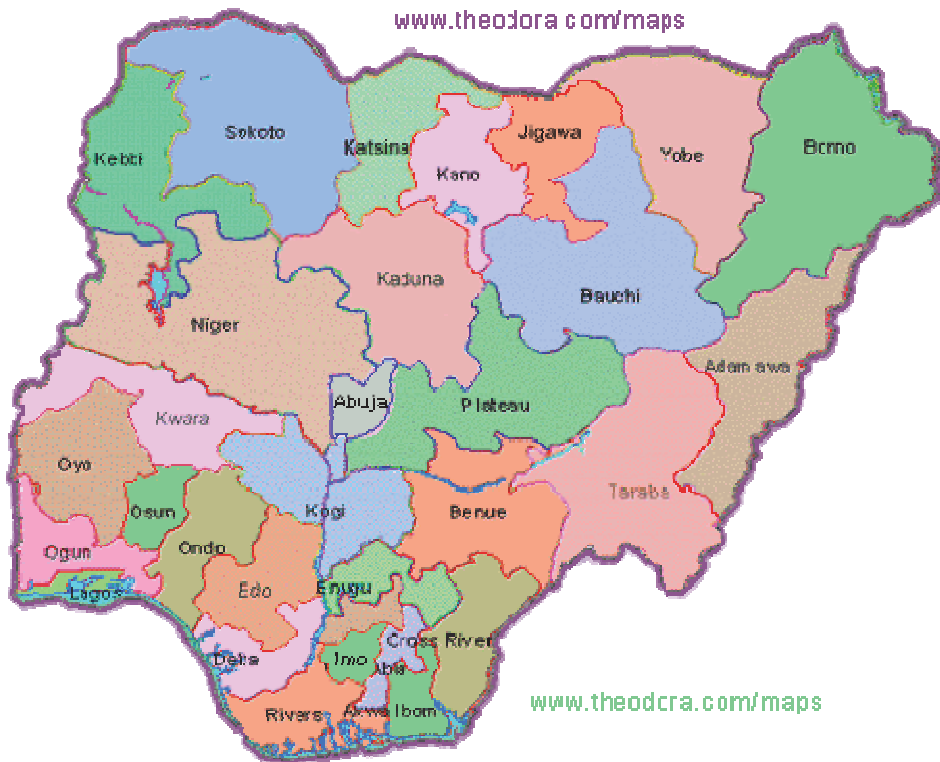 www.theodora.com/maps
Sokoto
Katsina
Jigawa
Kebbi
Yobe
Borno
Kano
Kaduna
Bauchi
Niger
Adamawa
Abuja
Plateau
Kwara
Oyo
Taraba
Osun
Kogi
Benue
Ogun
Ondo
Enugu
Edo
Lagos
Cross River
Delta
Imo
Abia
Rivers
Akwa Ibom
www.theodora.com/maps